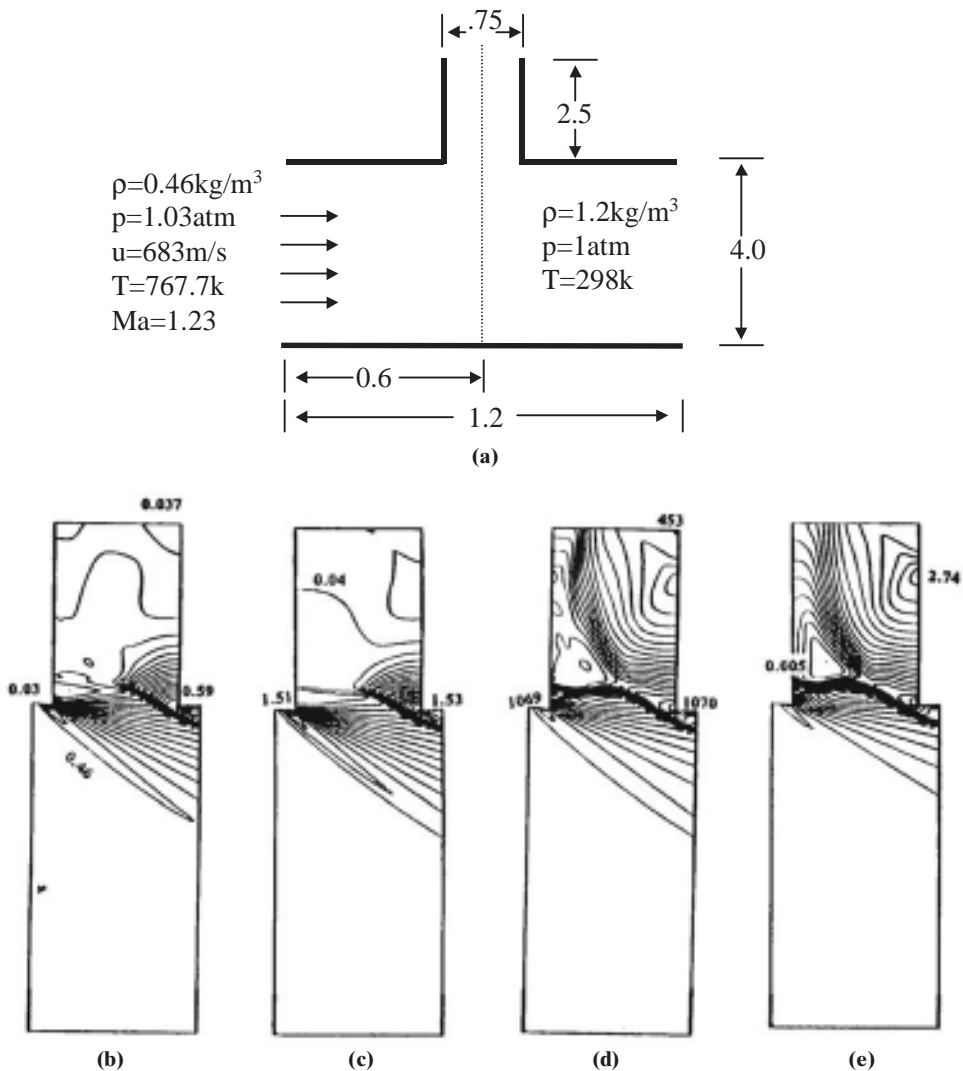 .75
2.5
ρ=0.46kg/m³
p=1.03atm
u=683m/s
T=767.7k
Ma=1.23
ρ=1.2kg/m³
p=1atm
T=298k
4.0
0.6
1.2
(a)
0.037
0.03
0.59
0.46
(b)
0.04
1.51
1.53
(c)
453
1069
1070
(d)
2.74
0.005
(e)